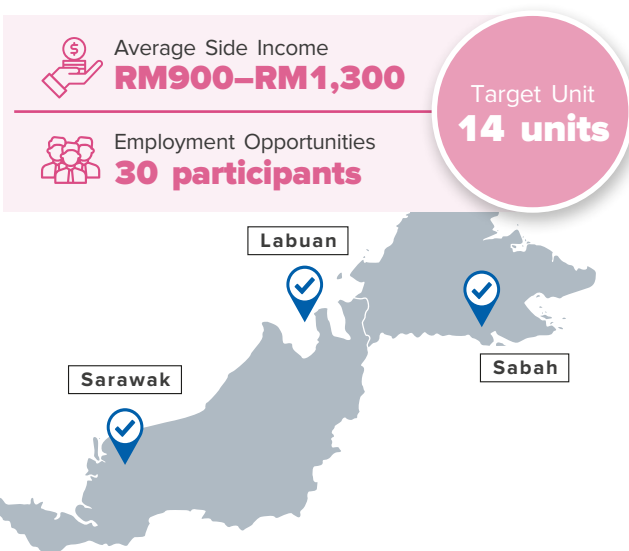 Average Side Income
RM900–RM1,300
Employment Opportunities
30 participants
Target Unit
14 units
Labuan
Sabah
Sarawak